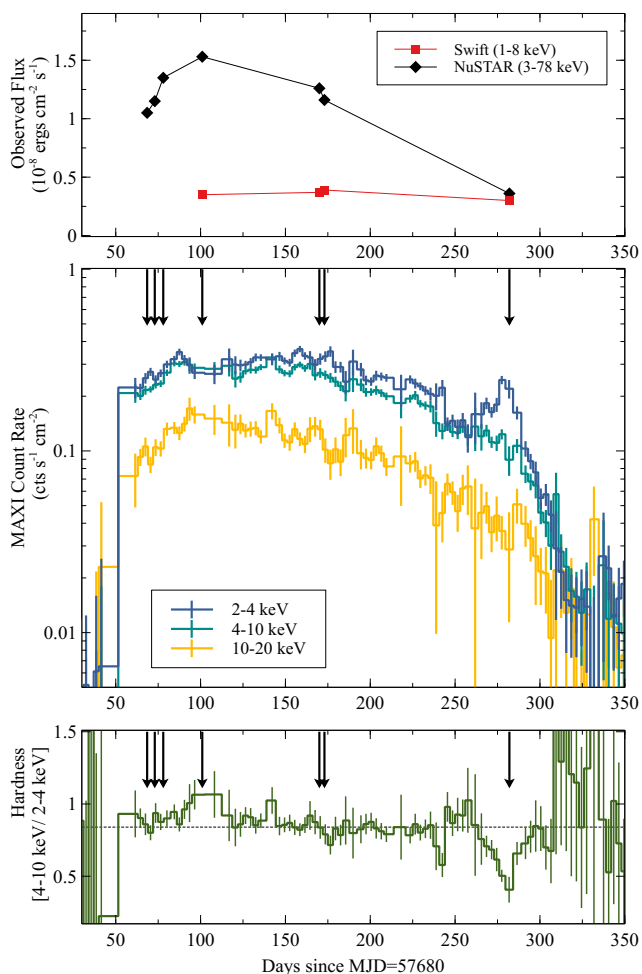 1.5
1
0.5
0
Observed Flux
(10^-8 ergs cm^-2 s^-1)
Swift (1-8 keV)
NuSTAR (3-78 keV)
50 100 150 200 250 300 350
1
0.1
0.01
MAXI Count Rate
(cts s^-1 cm^-2)
2-4 keV
4-10 keV
10-20 keV
50 100 150 200 250 300 350
1.5
1
0.5
Hardness
[4-10 keV/ 2-4 keV]
50 100 150 200 250 300 350
Days since MJD=57680